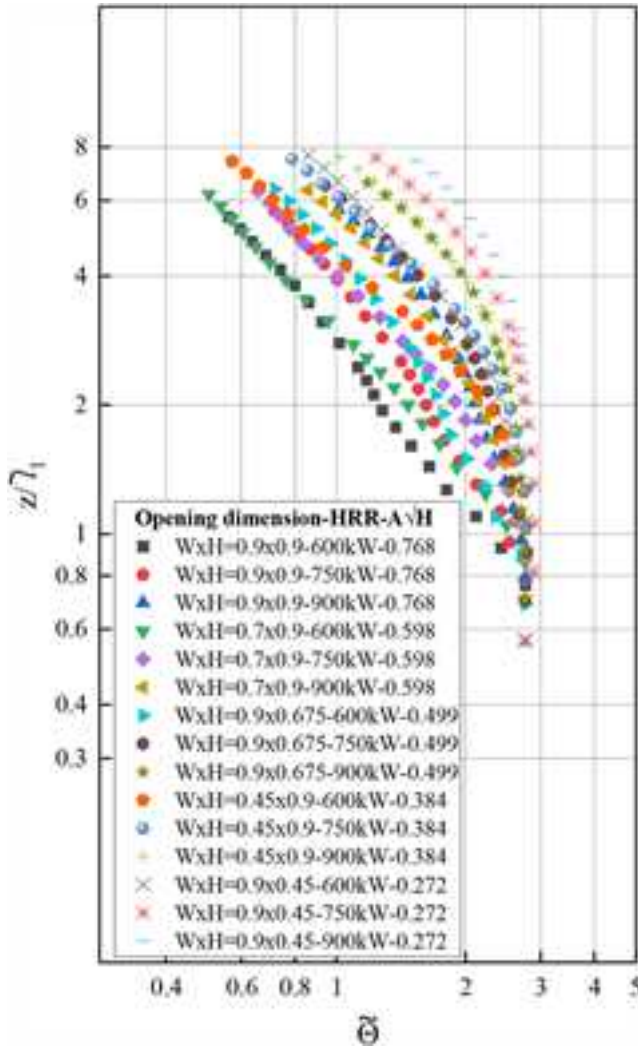 8
6
4
2
1
0.8
0.6
0.4
0.3
z/ℓ₁
Opening dimension-HRR-A√H
WxH=0.9x0.9-600kW-0.768
WxH=0.9x0.9-750kW-0.768
WxH=0.9x0.9-900kW-0.768
WxH=0.7x0.9-600kW-0.598
WxH=0.7x0.9-750kW-0.598
WxH=0.7x0.9-900kW-0.598
WxH=0.9x0.675-600kW-0.499
WxH=0.9x0.675-750kW-0.499
WxH=0.9x0.675-900kW-0.499
WxH=0.45x0.9-600kW-0.384
WxH=0.45x0.9-750kW-0.384
WxH=0.45x0.9-900kW-0.384
WxH=0.9x0.45-600kW-0.272
WxH=0.9x0.45-750kW-0.272
WxH=0.9x0.45-900kW-0.272
0.4 0.6 0.8 1 2 3 4 5
Θ̃